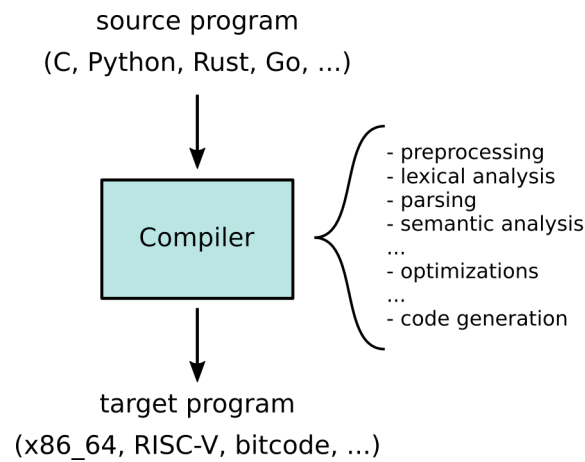 source program
(C, Python, Rust, Go, ...)
Compiler
- preprocessing
- lexical analysis
- parsing
- semantic analysis
...
- optimizations
...
- code generation
target program
(x86_64, RISC-V, bitcode, ...)